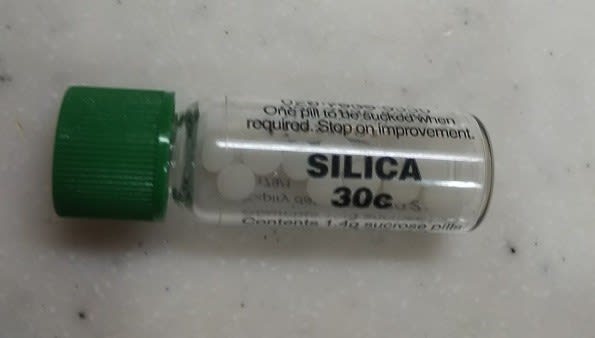 One pill to be sucked when
required. Stop on improvement.
SILICA
30c
Contents 1.4g sucrose pills